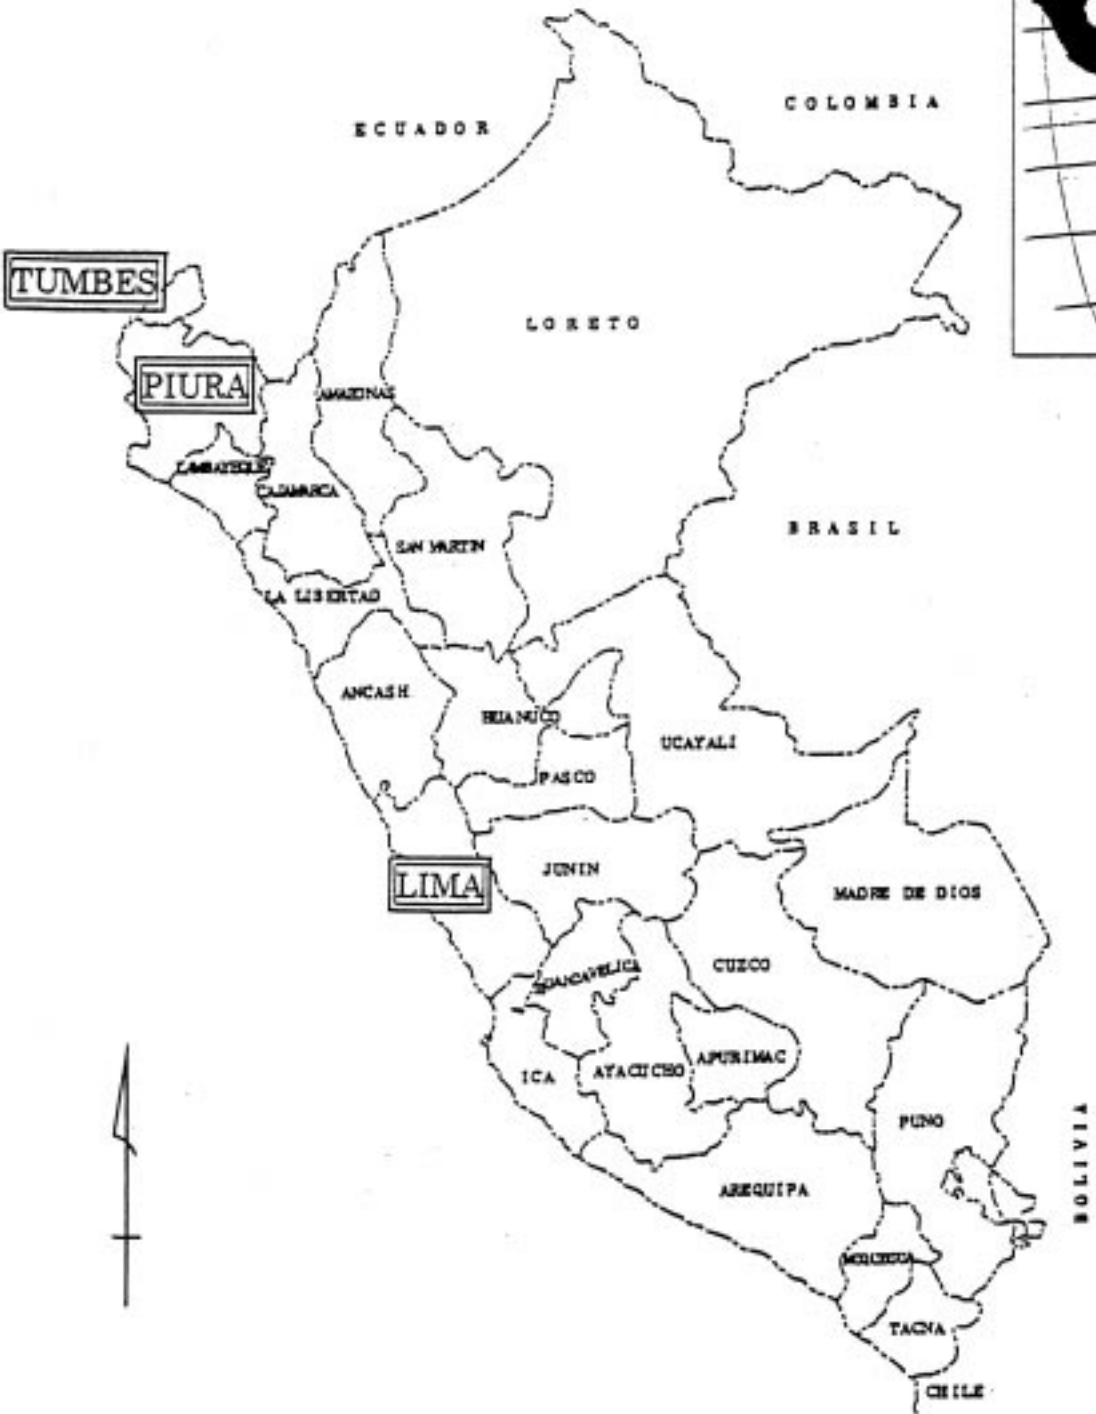 COLOMBIA
ECUADOR
TUMBES
LORETO
PIURA
AMAZONAS
LAMBAYEQUE
CAJAMARCA
BRASIL
SAN MARTIN
LA LIBERTAD
ANCASH
HUANUCO
UCAYALI
PASCO
JUNIN
LIMA
MADRE DE DIOS
CUZCO
HUANCAVELICA
APURIMAC
AYACUCHO
ICA
PUNO
BOLIVIA
AREQUIPA
MOQUEGUA
TACNA
CHILE